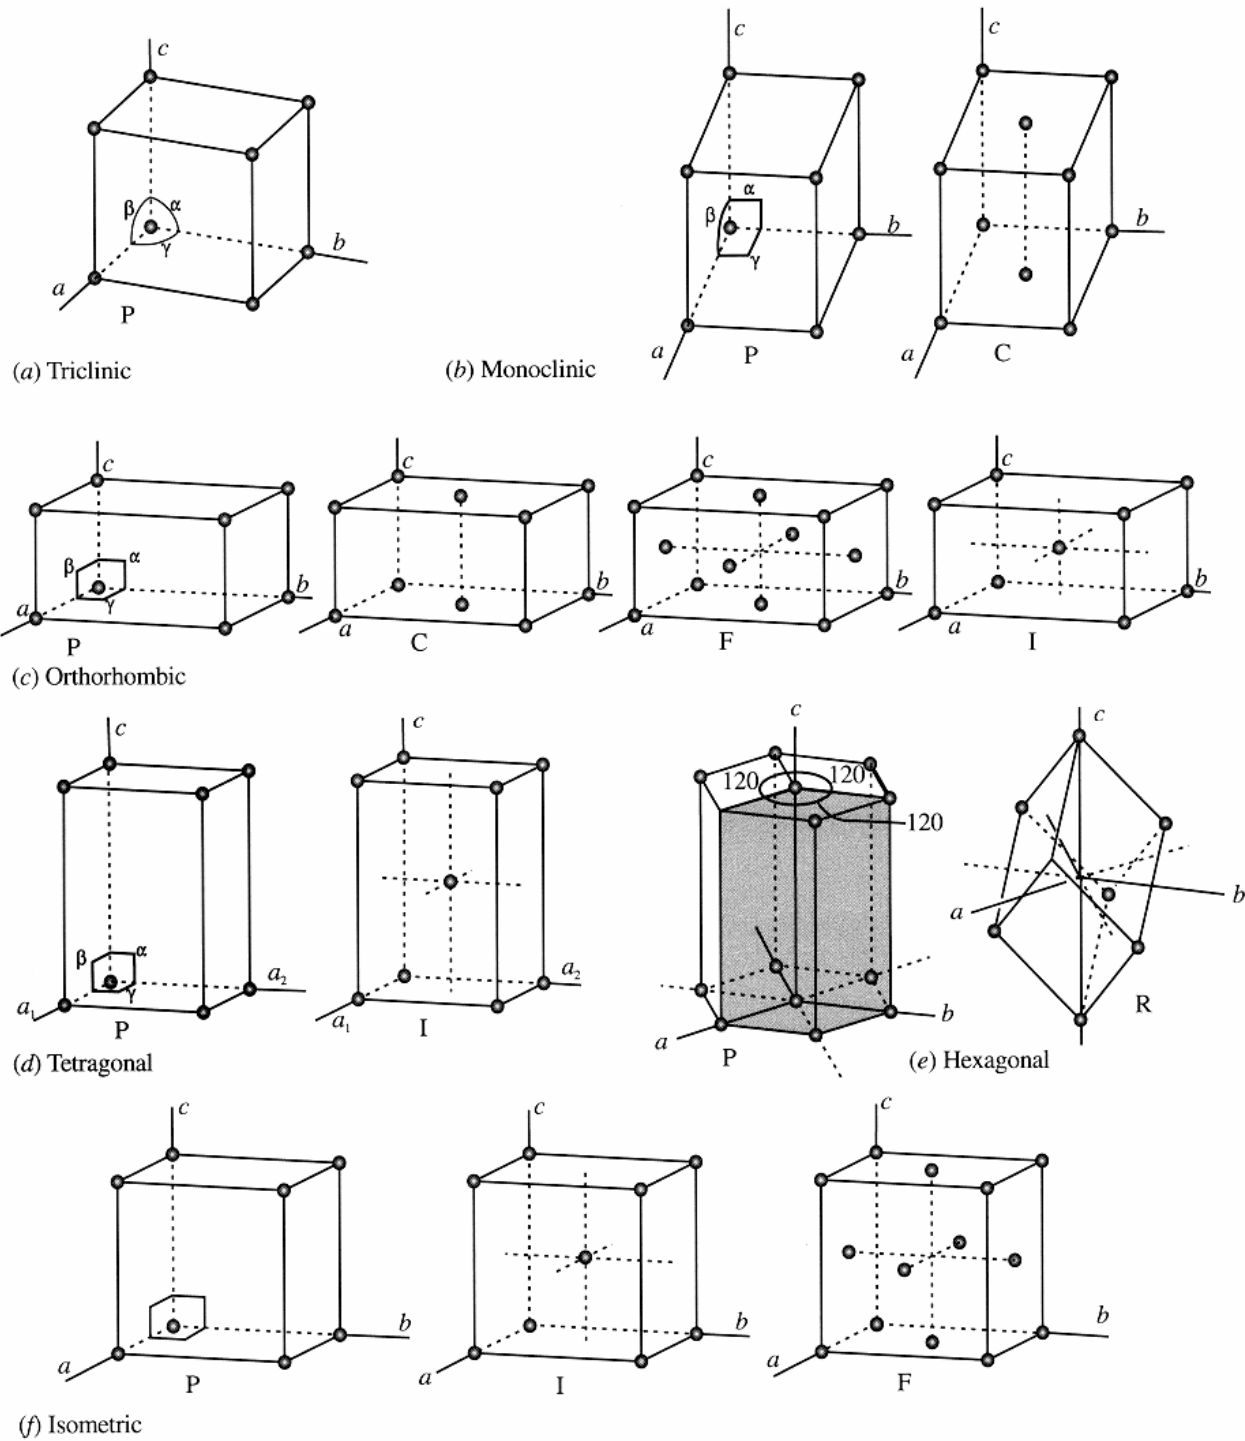 c
β α
γ
b
a
P
(a) Triclinic
c
α
β
γ
b
a
P
c
b
a
C
(b) Monoclinic
c
β α
γ
b
a
P
c
b
a
C
c
b
a
F
c
b
a
I
(c) Orthorhombic
c
β α
γ
a₂
a₁
P
c
a₂
a₁
I
(d) Tetragonal
c
120 120
120
b
a
P
c
b
a
R
(e) Hexagonal
c
b
a
P
c
b
a
I
c
b
a
F
(f) Isometric